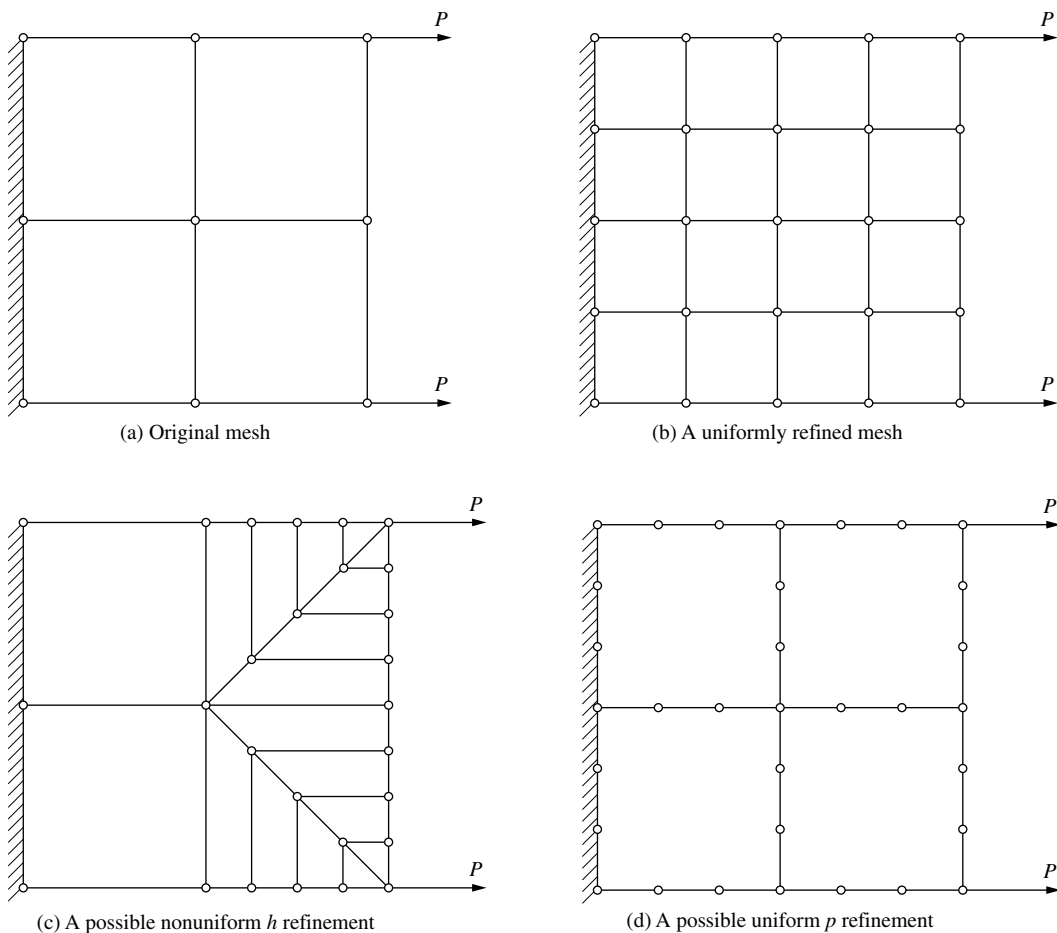 P
P
P
P
(a) Original mesh
(b) A uniformly refined mesh
P
P
P
P
(c) A possible nonuniform h refinement
(d) A possible uniform p refinement